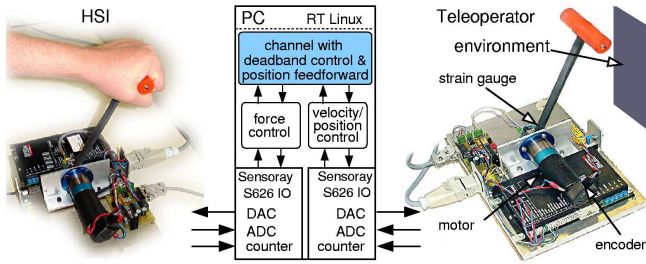 HSI
PC
RT Linux
channel with
deadband control &
position feedforward
force
control
velocity/
position
control
Sensoray
S626 IO
DAC
ADC
counter
Sensoray
S626 IO
DAC
ADC
counter
Teleoperator
environment
strain gauge
motor
encoder